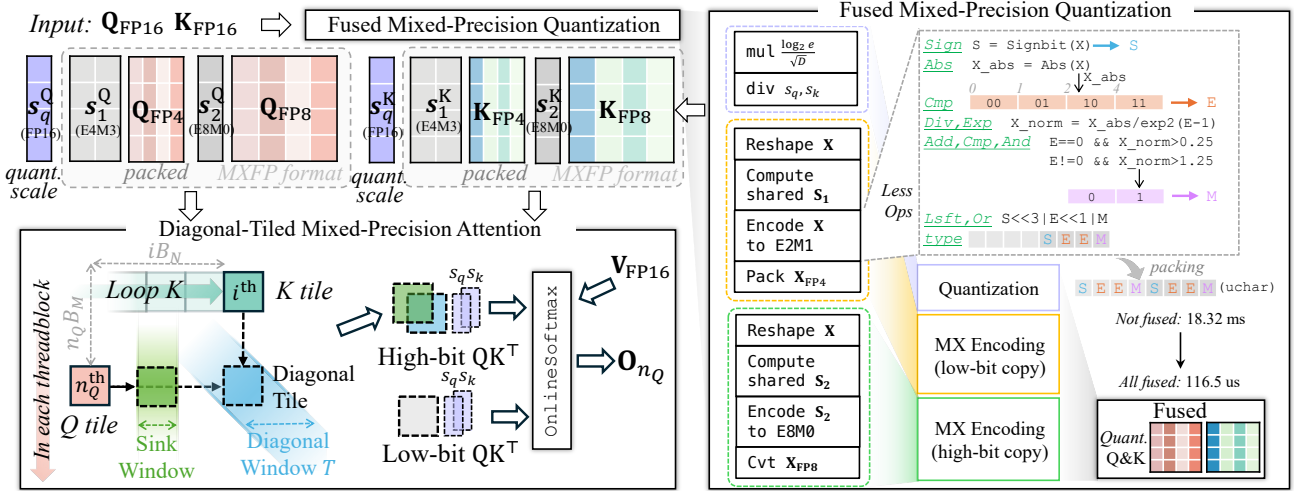 Input: Q_FP16 K_FP16
Fused Mixed-Precision Quantization
s_q^Q
(FP16)
s_1^Q
(E4M3)
Q_FP4
s_2^Q
(E8M0)
Q_FP8
s_q^K
(FP16)
s_1^K
(E4M3)
K_FP4
s_2^K
(E8M0)
K_FP8
quant.
scale
packed
MXFP format
quant.
scale
packed
MXFP format
Diagonal-Tiled Mixed-Precision Attention
iB_N
n_Q B_M
Loop K
i^th
K tile
n_Q^th
Q tile
Diagonal
Tile
Sink
Window
Diagonal
Window T
In each threadblock
s_q s_k
High-bit QK^⊤
s_q s_k
Low-bit QK^⊤
OnlineSoftmax
V_FP16
O_{n_Q}
Fused Mixed-Precision Quantization
mul log₂ e / √D
div s_q,s_k
Reshape X
Compute
shared S₁
Encode X
to E2M1
Pack X_FP4
Reshape X
Compute
shared S₂
Encode S₂
to E8M0
Cvt X_FP8
Less
Ops
Sign S = Signbit(X) S
Abs X_abs = Abs(X)
X_abs
0 1 2 4
Cmp 00 01 10 11 E
Div,Exp X_norm = X_abs/exp2(E-1)
Add,Cmp,And E==0 && X_norm>0.25
E!=0 && X_norm>1.25
0 1 M
Lsft,Or S<<3|E<<1|M
type S E E M
packing
S E E M S E E M (uchar)
Quantization
MX Encoding
(low-bit copy)
MX Encoding
(high-bit copy)
Not fused: 18.32 ms
All fused: 116.5 us
Fused
Quant.
Q&K